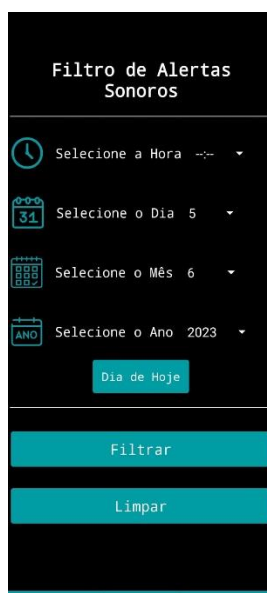 Filtro de Alertas
Sonoros
Selecione a Hora --:--
31 Selecione o Dia 5
Selecione o Mês 6
ANO Selecione o Ano 2023
Dia de Hoje
Filtrar
Limpar